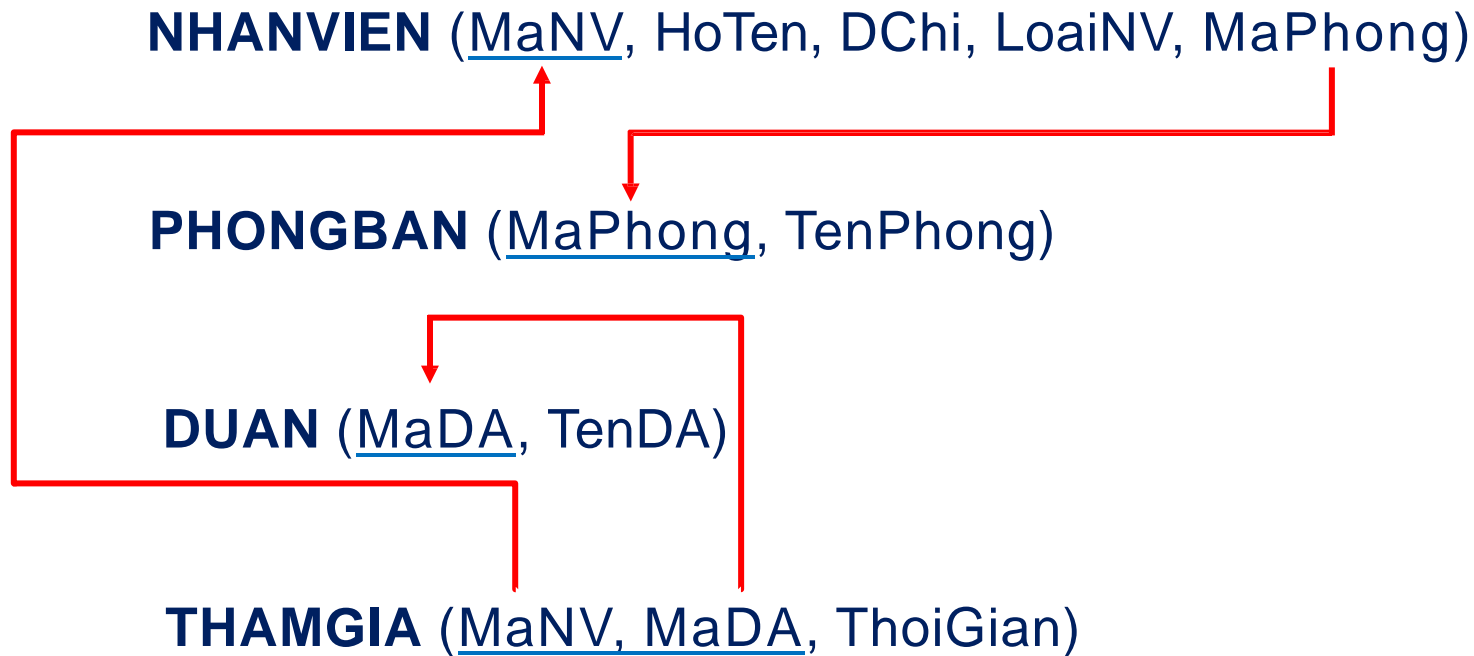 NHANVIEN (MaNV, HoTen, DChi, LoaiNV, MaPhong)
PHONGBAN (MaPhong, TenPhong)
DUAN (MaDA, TenDA)
THAMGIA (MaNV, MaDA, ThoiGian)